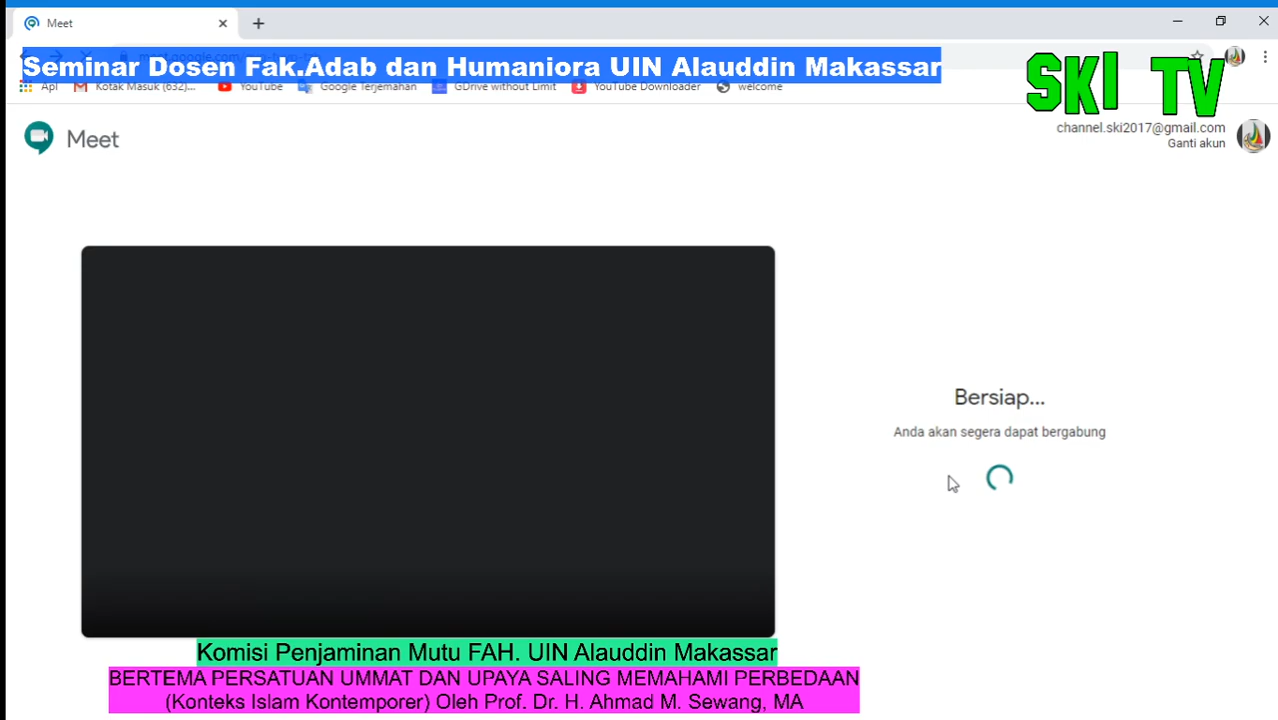 Meet
Seminar Dosen Fak.Adab dan Humaniora UIN Alauddin Makassar
SKI TV
Apl Kotak Masuk (632)... YouTube Google Terjemahan GDrive without Limit YouTube Downloader welcome
Meet
channel.ski2017@gmail.com
Ganti akun
Bersiap...
Anda akan segera dapat bergabung
Komisi Penjaminan Mutu FAH. UIN Alauddin Makassar
BERTEMA PERSATUAN UMMAT DAN UPAYA SALING MEMAHAMI PERBEDAAN
(Konteks Islam Kontemporer) Oleh Prof. Dr. H. Ahmad M. Sewang, MA